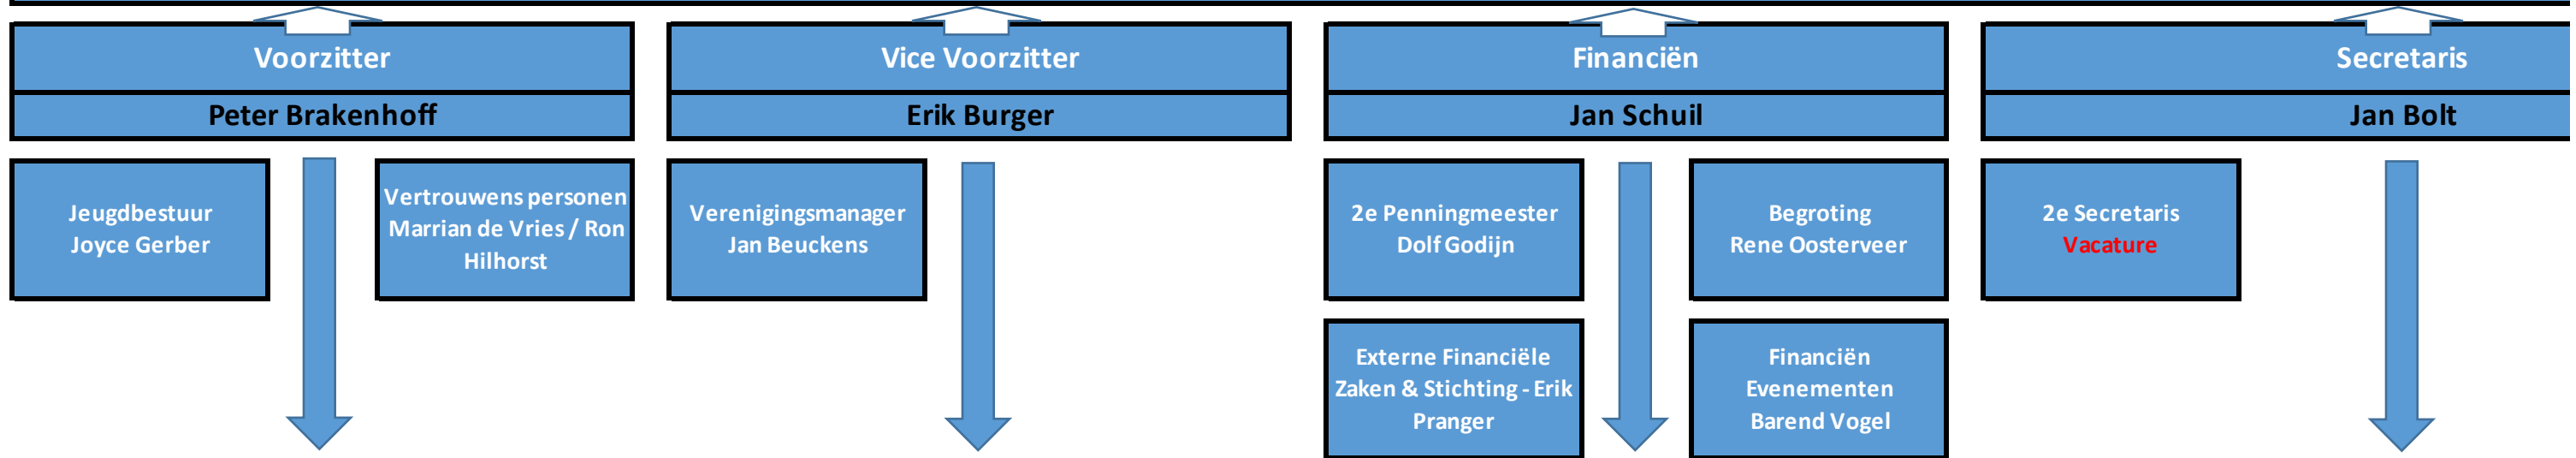 Voorzitter
Peter Brakenhoff
Jeugdbestuur
Joyce Gerber
Vertrouwens personen
Marrian de Vries / Ron
Hilhorst
Vice Voorzitter
Erik Burger
Verenigingsmanager
Jan Beuckens
Financiën
Jan Schuil
2e Penningmeester
Dolf Godijn
Begroting
Rene Oosterveer
Externe Financiële
Zaken & Stichting - Erik
Pranger
Financiën
Evenementen
Barend Vogel
Secretaris
Jan Bolt
2e Secretaris
Vacature